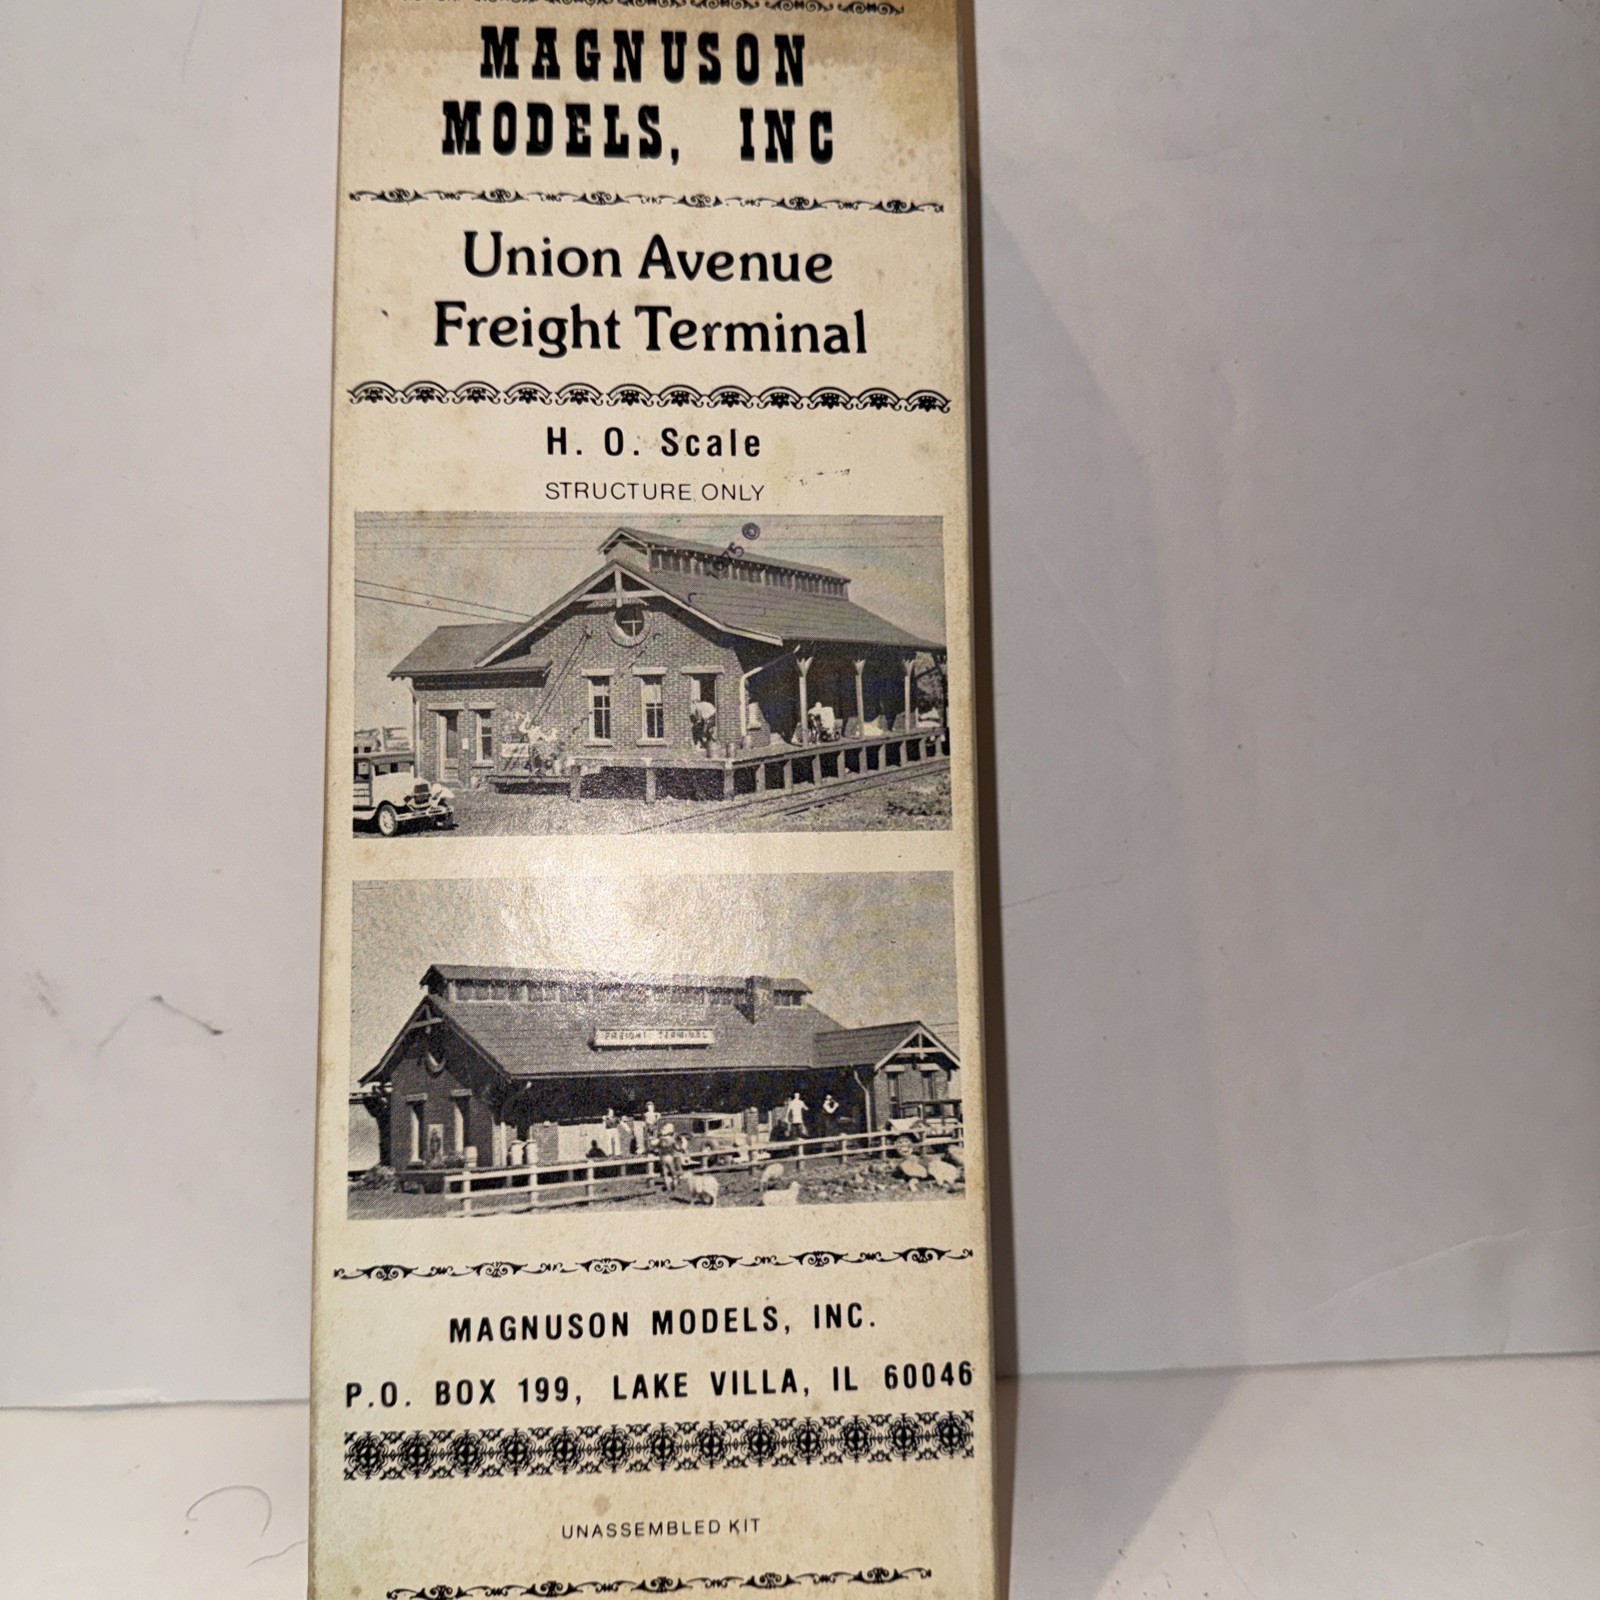 MAGNUSON
MODELS, INC
Union Avenue
Freight Terminal
H. O. Scale
STRUCTURE ONLY
1975 ©
FREIGHT TERMINAL
MAGNUSON MODELS, INC.
P.O. BOX 199, LAKE VILLA, IL 60046
UNASSEMBLED KIT